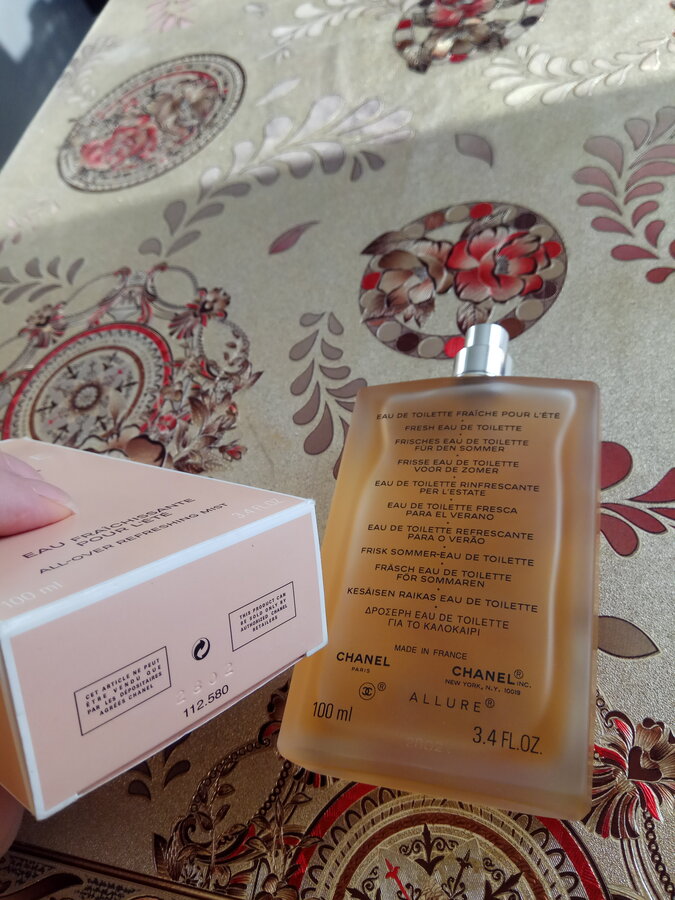 EAU FRAÎCHISSANTE
POUR L'ÉTÉ
ALL-OVER REFRESHING MIST
100 ml
3.4 FL.OZ.
CET ARTICLE NE PEUT
ÊTRE VENDU QUE
PAR LES DÉPOSITAIRES
AGRÉÉS CHANEL
THIS PRODUCT CAN
BE SOLD ONLY BY
AUTHORIZED CHANEL
RETAILERS
2802
112.580
EAU DE TOILETTE FRAÎCHE POUR L'ÉTÉ
•
FRESH EAU DE TOILETTE
•
FRISCHES EAU DE TOILETTE
FÜR DEN SOMMER
•
FRISSE EAU DE TOILETTE
VOOR DE ZOMER
•
EAU DE TOILETTE RINFRESCANTE
PER L'ESTATE
•
EAU DE TOILETTE FRESCA
PARA EL VERANO
•
EAU DE TOILETTE REFRESCANTE
PARA O VERÃO
•
FRISK SOMMER-EAU DE TOILETTE
•
FRÄSCH EAU DE TOILETTE
FÖR SOMMAREN
•
KESÄISEN RAIKAS EAU DE TOILETTE
•
ΔΡΟΣΕΡΗ EAU DE TOILETTE
ΓΙΑ ΤΟ ΚΑΛΟΚΑΙΡΙ
MADE IN FRANCE
CHANEL
PARIS
CHANEL® INC.
NEW YORK, N.Y. 10019
®
ALLURE®
100 ml
3.4 FL.OZ.